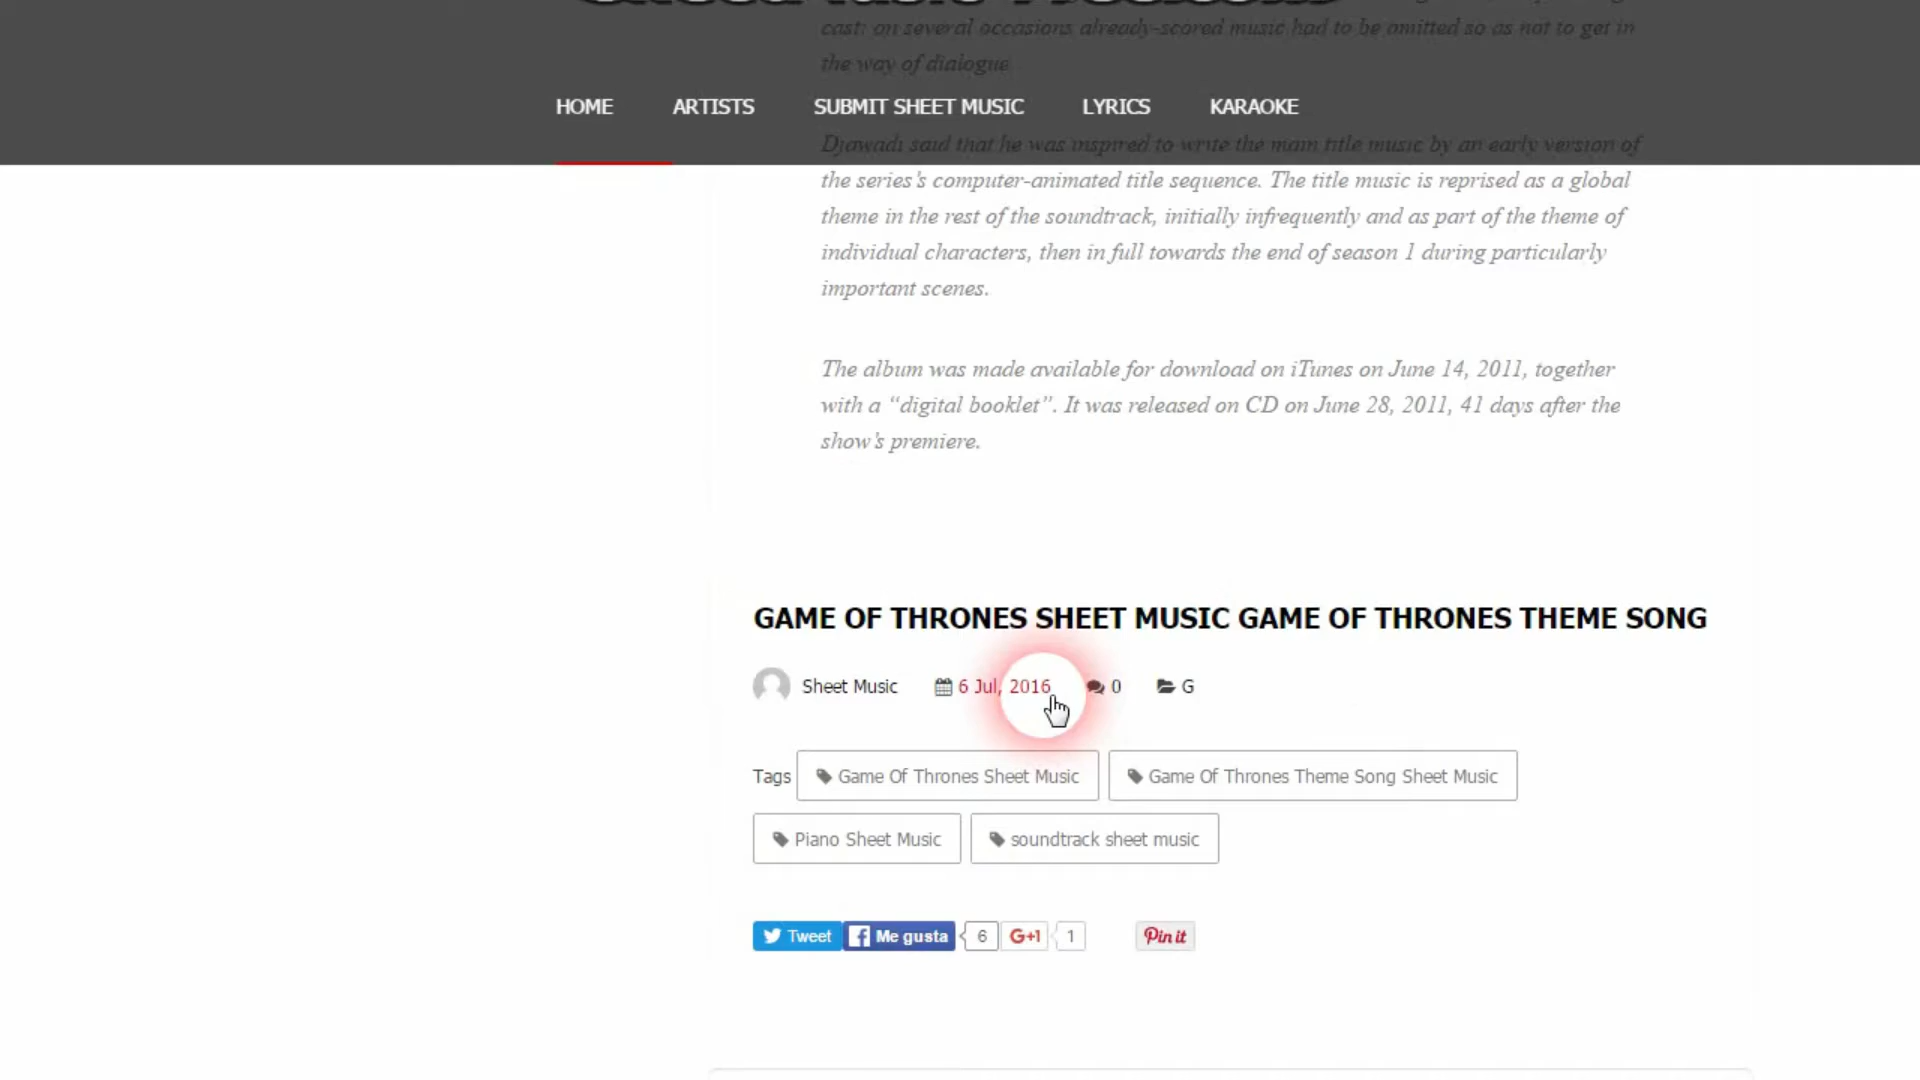 cast: on several occasions already-scored music had to be omitted so as not to get in
the way of dialogue
HOME ARTISTS SUBMIT SHEET MUSIC LYRICS KARAOKE
Djawadi said that he was inspired to write the main title music by an early version of
the series's computer-animated title sequence. The title music is reprised as a global
theme in the rest of the soundtrack, initially infrequently and as part of the theme of
individual characters, then in full towards the end of season 1 during particularly
important scenes.
The album was made available for download on iTunes on June 14, 2011, together
with a “digital booklet”. It was released on CD on June 28, 2011, 41 days after the
show's premiere.
GAME OF THRONES SHEET MUSIC GAME OF THRONES THEME SONG
Sheet Music 6 Jul, 2016 0 G
Tags Game Of Thrones Sheet Music Game Of Thrones Theme Song Sheet Music
Piano Sheet Music soundtrack sheet music
Tweet Me gusta 6 G+1 1 Pin it